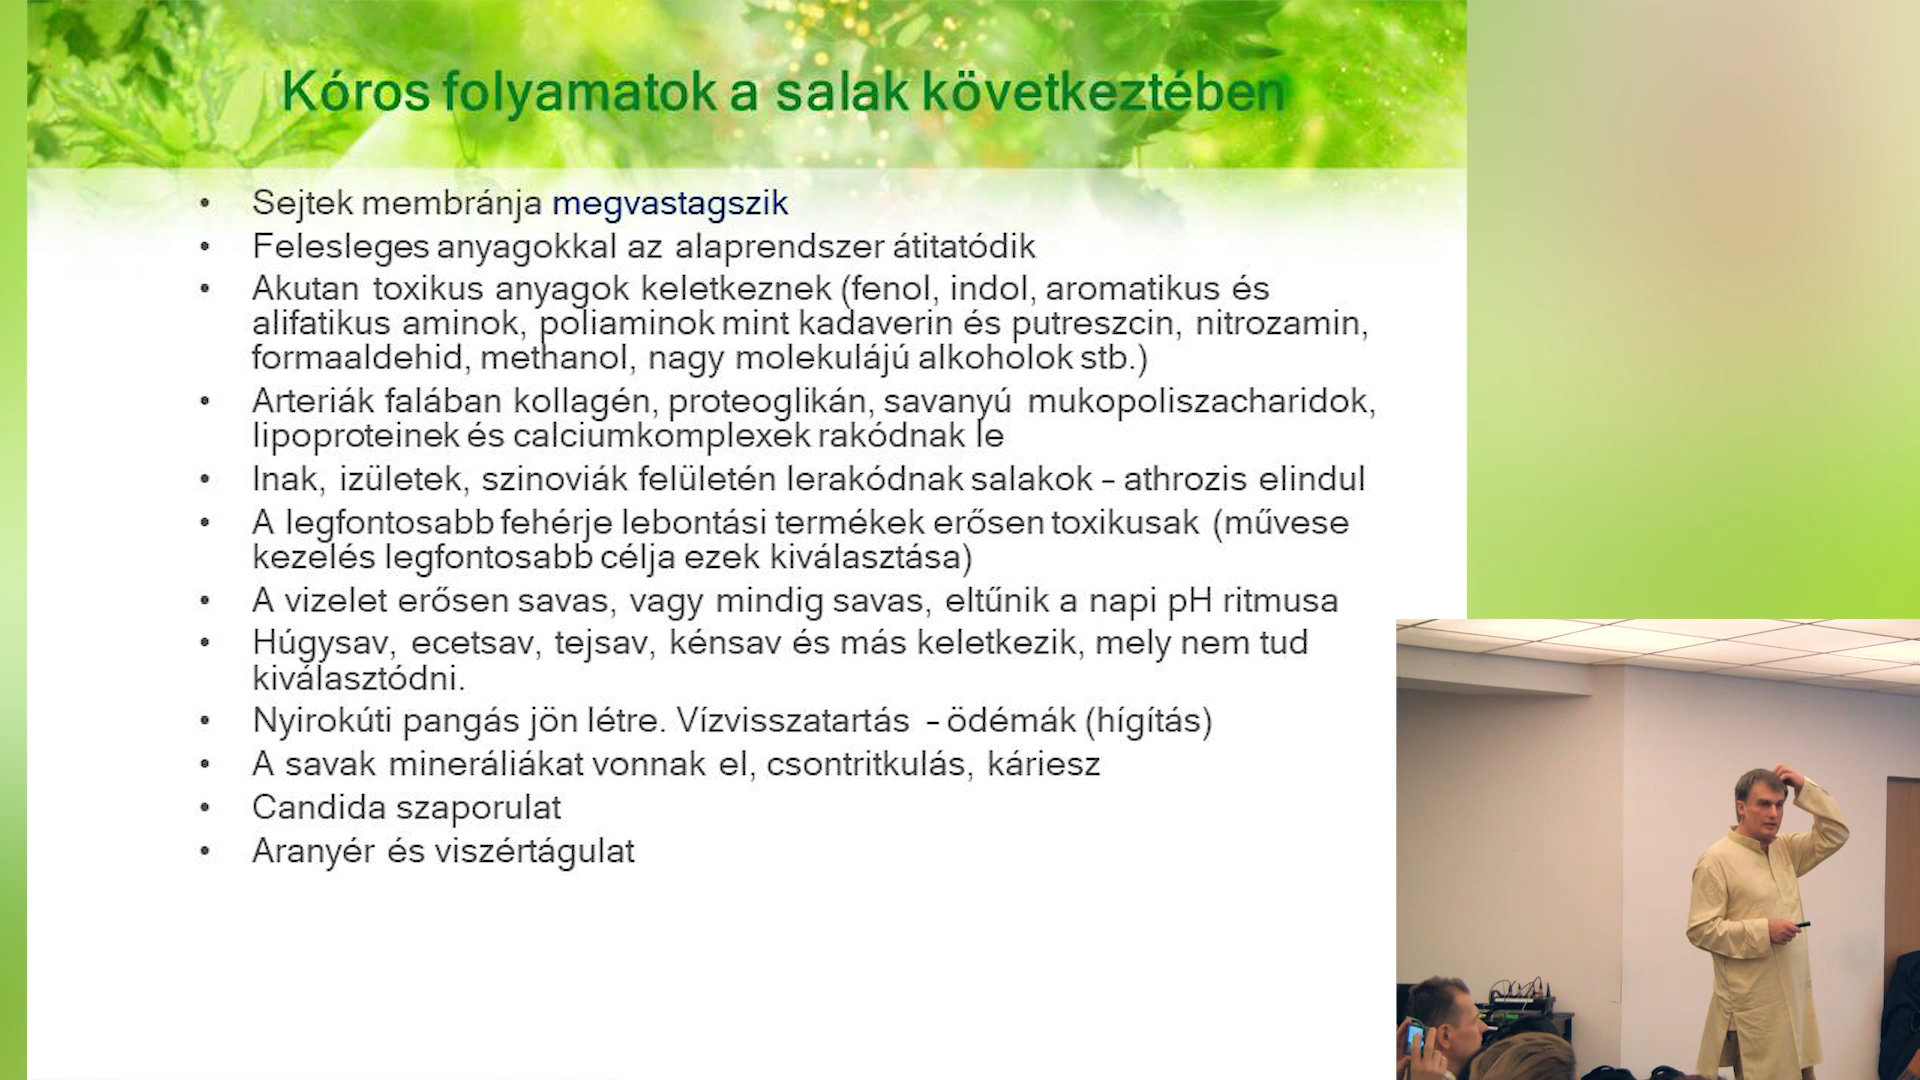 Kóros folyamatok a salak következtében
• Sejtek membránja megvastagszik
• Felesleges anyagokkal az alaprendszer átitatódik
• Akutan toxikus anyagok keletkeznek (fenol, indol, aromatikus és
alifatikus aminok, poliaminok mint kadaverin és putreszcin, nitrozamin,
formaaldehid, methanol, nagy molekulájú alkoholok stb.)
• Arteriák falában kollagén, proteoglikán, savanyú mukopoliszacharidok,
lipoproteinek és calciumkomplexek rakódnak le
• Inak, izületek, szinoviák felületén lerakódnak salakok – athrozis elindul
• A legfontosabb fehérje lebontási termékek erősen toxikusak (művese
kezelés legfontosabb célja ezek kiválasztása)
• A vizelet erősen savas, vagy mindig savas, eltűnik a napi pH ritmusa
• Húgysav, ecetsav, tejsav, kénsav és más keletkezik, mely nem tud
kiválasztódni.
• Nyirokúti pangás jön létre. Vízvisszatartás – ödémák (hígítás)
• A savak mineráliákat vonnak el, csontritkulás, káriesz
• Candida szaporulat
• Aranyér és viszértágulat